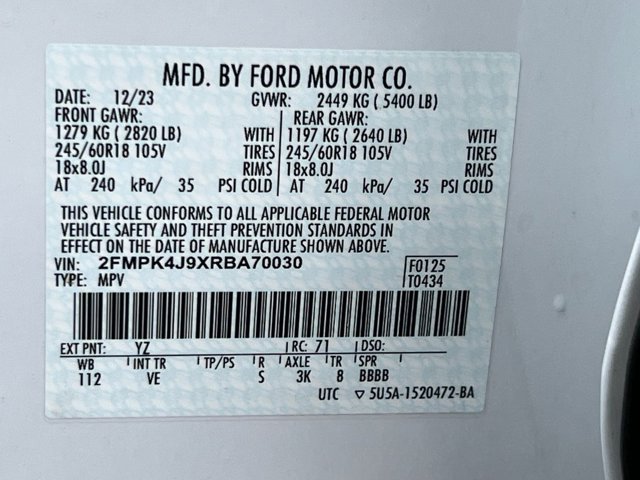 MFD. BY FORD MOTOR CO.
DATE: 12/23 GVWR: 2449 KG ( 5400 LB)
FRONT GAWR: REAR GAWR:
1279 KG ( 2820 LB) WITH 1197 KG ( 2640 LB) WITH
245/60R18 105V TIRES 245/60R18 105V TIRES
18x8.0J RIMS 18x8.0J RIMS
AT 240 kPa/ 35 PSI COLD AT 240 kPa/ 35 PSI COLD
THIS VEHICLE CONFORMS TO ALL APPLICABLE FEDERAL MOTOR
VEHICLE SAFETY AND THEFT PREVENTION STANDARDS IN
EFFECT ON THE DATE OF MANUFACTURE SHOWN ABOVE.
VIN: 2FMPK4J9XRBA70030 F0125
TYPE: MPV T0434
EXT PNT: YZ RC: 71 DSO:
WB INT TR TP/PS R AXLE TR SPR
112 VE S 3K 8 BBBB
UTC ▽ 5U5A-1520472-BA